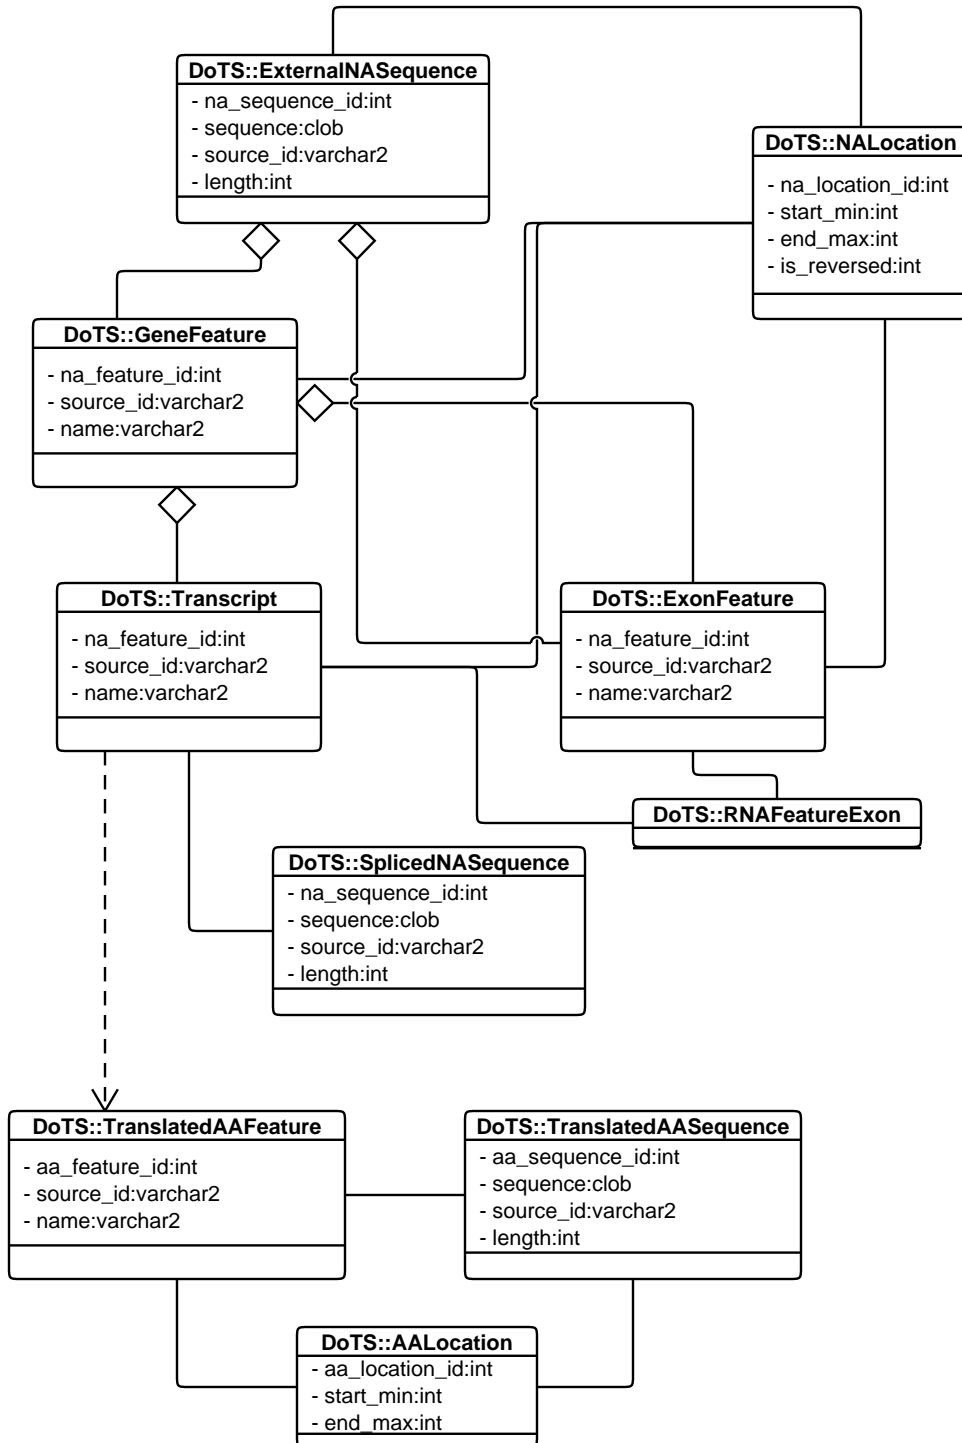 DoTS::ExternalNASequence
- na_sequence_id:int
- sequence:clob
- source_id:varchar2
- length:int
DoTS::NALocation
- na_location_id:int
- start_min:int
- end_max:int
- is_reversed:int
DoTS::GeneFeature
- na_feature_id:int
- source_id:varchar2
- name:varchar2
DoTS::Transcript
- na_feature_id:int
- source_id:varchar2
- name:varchar2
DoTS::ExonFeature
- na_feature_id:int
- source_id:varchar2
- name:varchar2
DoTS::RNAFeatureExon
DoTS::SplicedNASequence
- na_sequence_id:int
- sequence:clob
- source_id:varchar2
- length:int
DoTS::TranslatedAAFeature
- aa_feature_id:int
- source_id:varchar2
- name:varchar2
DoTS::TranslatedAASequence
- aa_sequence_id:int
- sequence:clob
- source_id:varchar2
- length:int
DoTS::AALocation
- aa_location_id:int
- start_min:int
- end_max:int